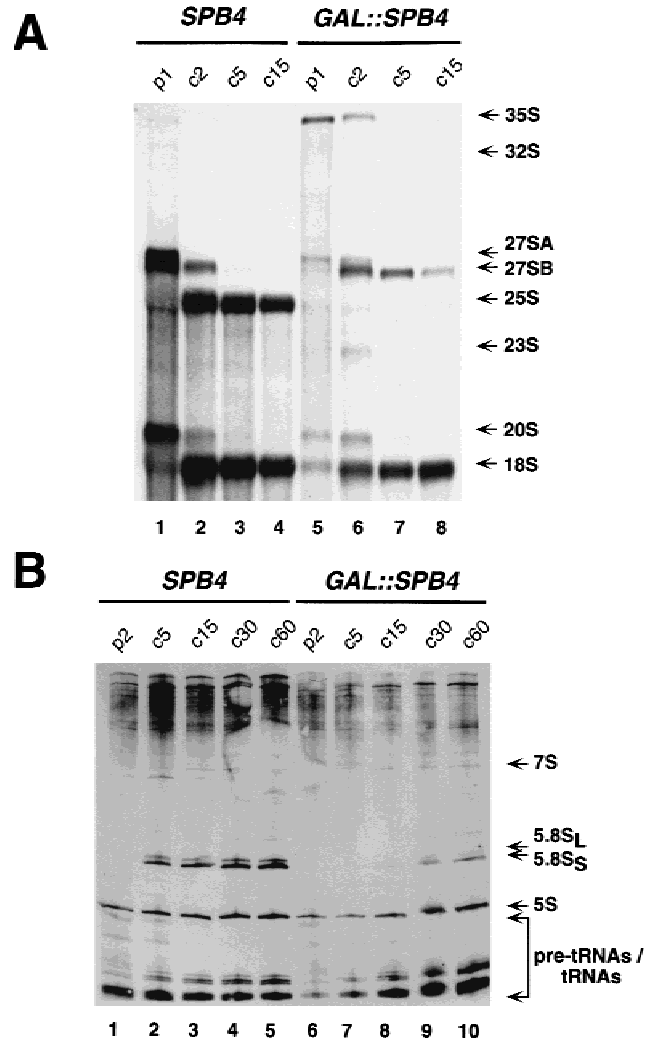 A
SPB4 GAL::SPB4
p1 c2 c5 c15 p1 c2 c5 c15
35S
32S
27SA
27SB
25S
23S
20S
18S
1 2 3 4 5 6 7 8
B
SPB4 GAL::SPB4
p2 c5 c15 c30 c60 p2 c5 c15 c30 c60
7S
5.8SL
5.8SS
5S
pre-tRNAs /
tRNAs
1 2 3 4 5 6 7 8 9 10